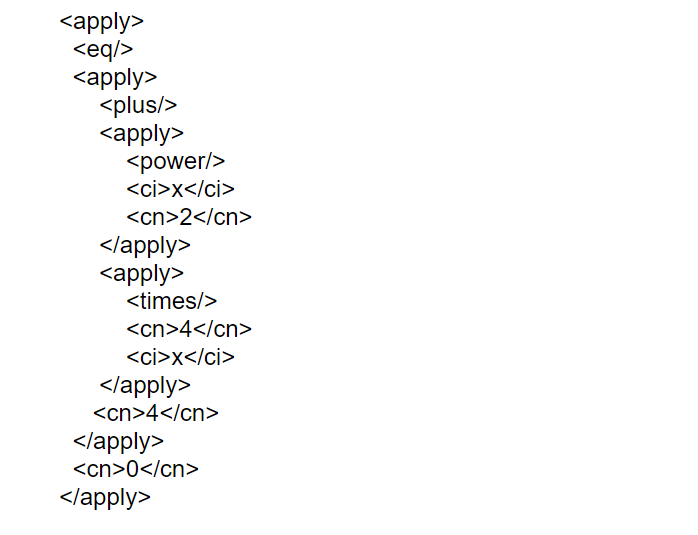 <apply>
<eq/>
<apply>
<plus/>
<apply>
<power/>
<ci>x</ci>
<cn>2</cn>
</apply>
<apply>
<times/>
<cn>4</cn>
<ci>x</ci>
</apply>
<cn>4</cn>
</apply>
<cn>0</cn>
</apply>